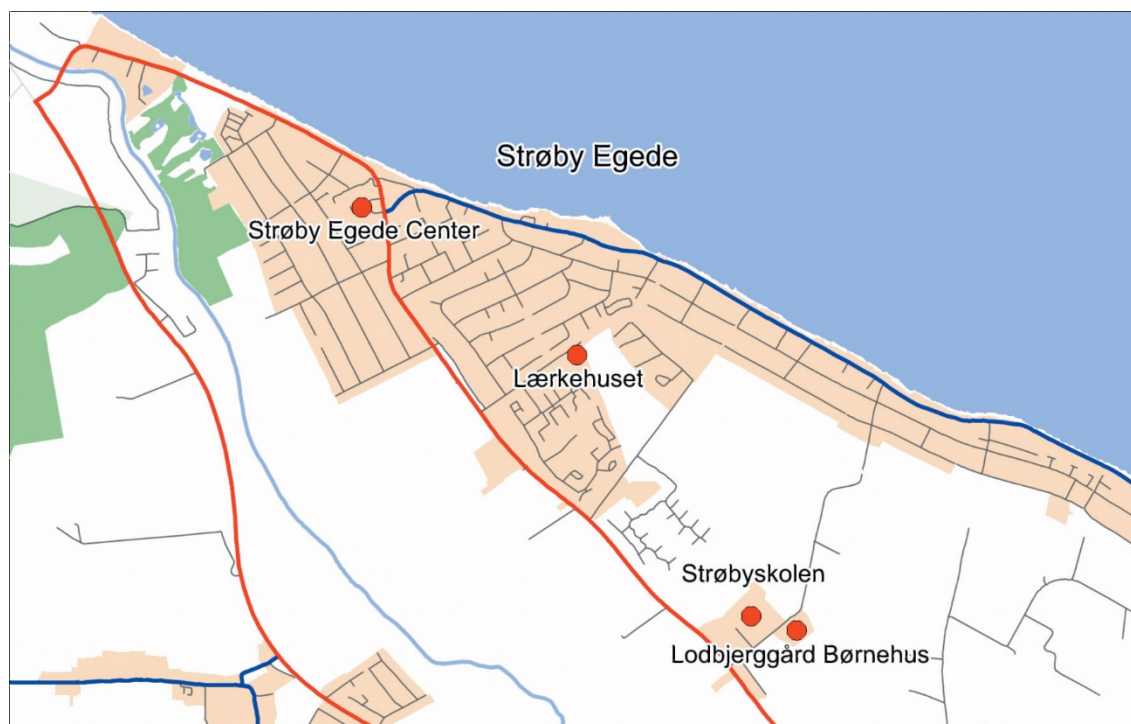 Strøby Egede
Strøby Egede Center
Lærkehuset
Strøbyskolen
Lodbjerggård Børnehus